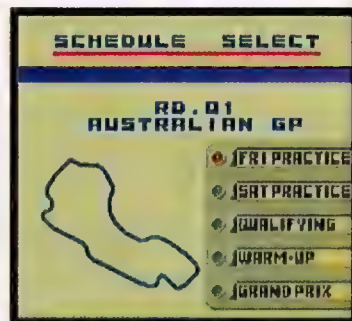 SCHEDULE SELECT
RD.01
AUSTRALIAN GP
FRI PRACTICE
SAT PRACTICE
QUALIFYING
WARM-UP
GRAND PRIX